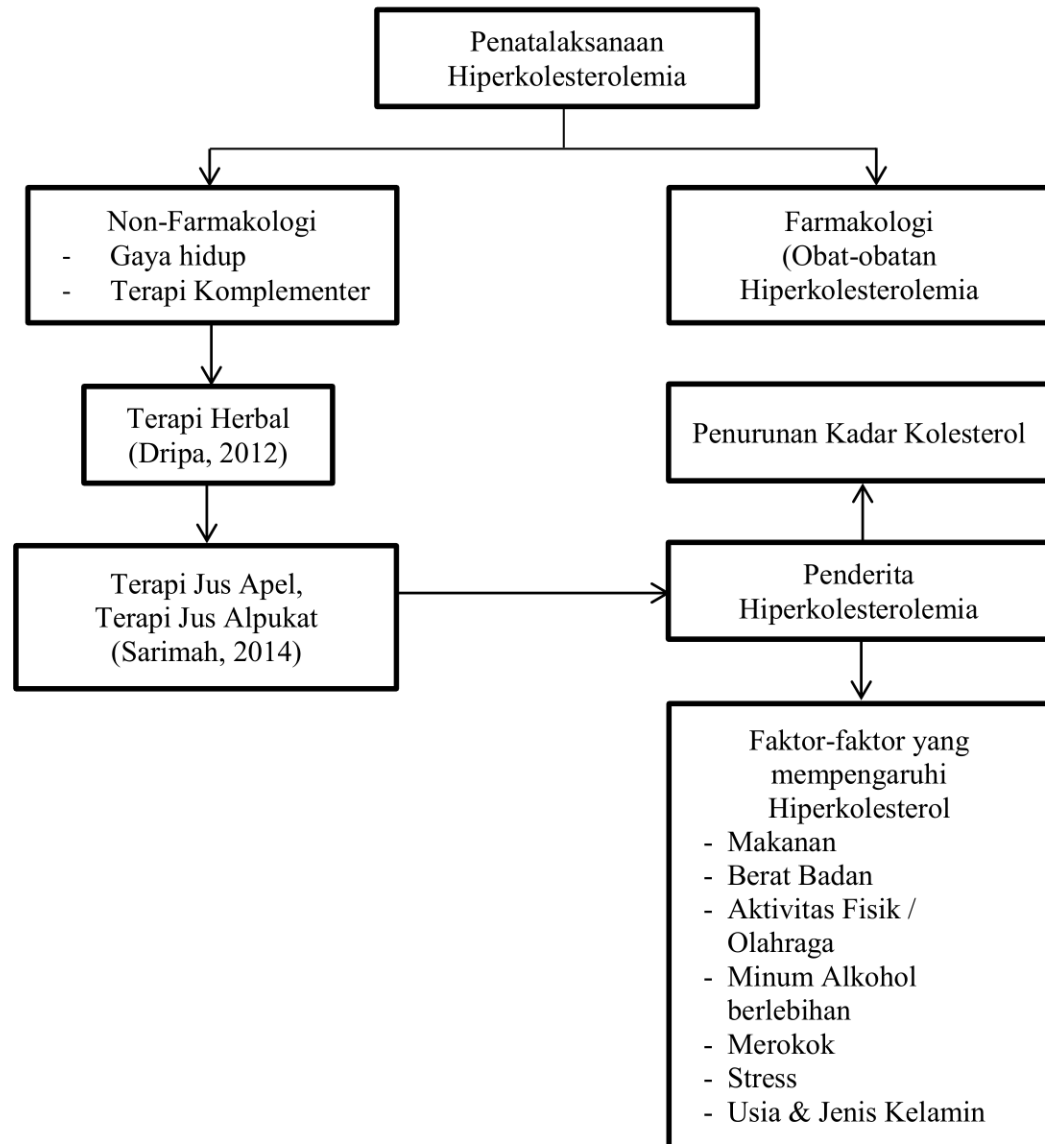 Penatalaksanaan
Hiperkolesterolemia
Non-Farmakologi
- Gaya hidup
- Terapi Komplementer
Farmakologi
(Obat-obatan
Hiperkolesterolemia
Terapi Herbal
(Dripa, 2012)
Penurunan Kadar Kolesterol
Terapi Jus Apel,
Terapi Jus Alpukat
(Sarimah, 2014)
Penderita
Hiperkolesterolemia
Faktor-faktor yang
mempengaruhi
Hiperkolesterol
- Makanan
- Berat Badan
- Aktivitas Fisik /
Olahraga
- Minum Alkohol
berlebihan
- Merokok
- Stress
- Usia & Jenis Kelamin